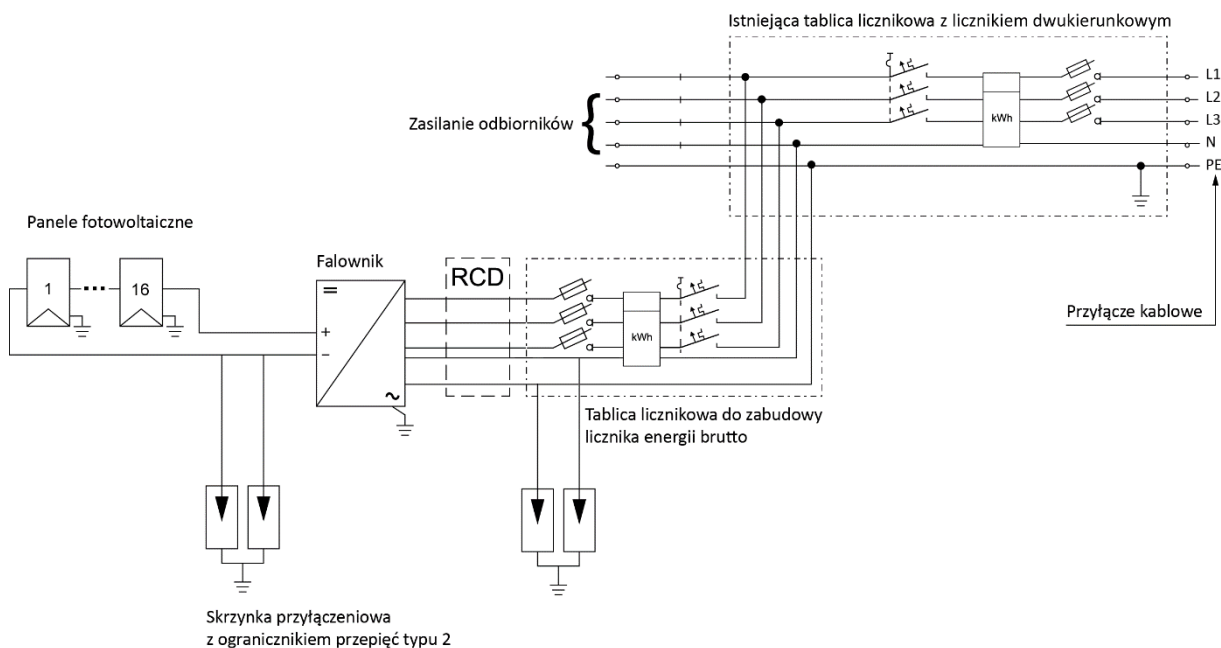 Istniejąca tablica licznikowa z licznikiem dwukierunkowym
L1
L2
kWh
L3
Zasilanie odbiorników
N
PE
Panele fotowoltaiczne
Falownik
RCD
1
16
Przyłącze kablowe
kWh
Tablica licznikowa do zabudowy
licznika energii brutto
Skrzynka przyłączeniowa
z ogranicznikiem przepięć typu 2